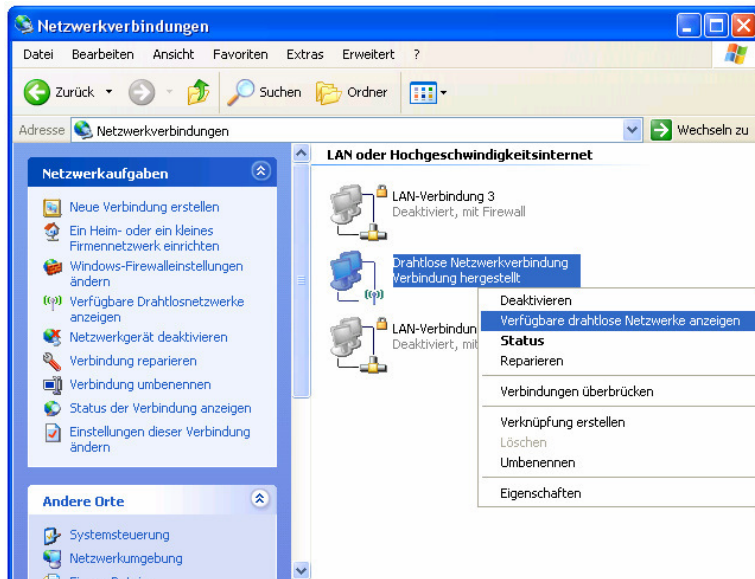 Netzwerkverbindungen
Datei Bearbeiten Ansicht Favoriten Extras Erweitert ?
Zurück Suchen Ordner
Adresse Netzwerkverbindungen Wechseln zu
Netzwerkaufgaben
Neue Verbindung erstellen
Ein Heim- oder ein kleines
Firmennetzwerk einrichten
Windows-Firewalleinstellungen
ändern
Verfügbare Drahtlosnetzwerke
anzeigen
Netzwerkgerät deaktivieren
Verbindung reparieren
Verbindung umbenennen
Status der Verbindung anzeigen
Einstellungen dieser Verbindung
ändern
Andere Orte
Systemsteuerung
Netzwerkumgebung
LAN oder Hochgeschwindigkeitsinternet
LAN-Verbindung 3
Deaktiviert, mit Firewall
Drahtlose Netzwerkverbindung
Verbindung hergestellt
LAN-Verbindun
Deaktiviert, mit
Deaktivieren
Verfügbare drahtlose Netzwerke anzeigen
Status
Reparieren
Verbindungen überbrücken
Verknüpfung erstellen
Löschen
Umbenennen
Eigenschaften